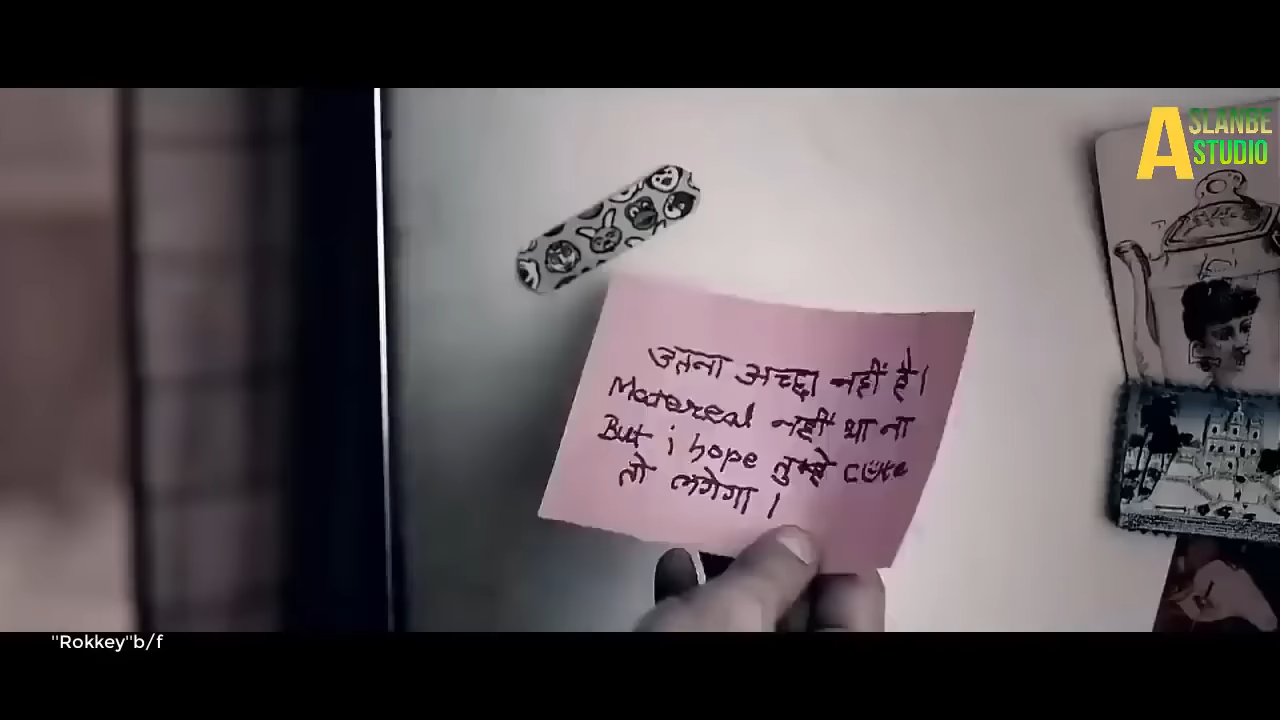 ASLANBE
STUDIO
उतना अच्छा नहीं है।
Matereal नहीं था ना
But i hope तुम्हे cute
तो लगेगा।
"Rokkey"b/f